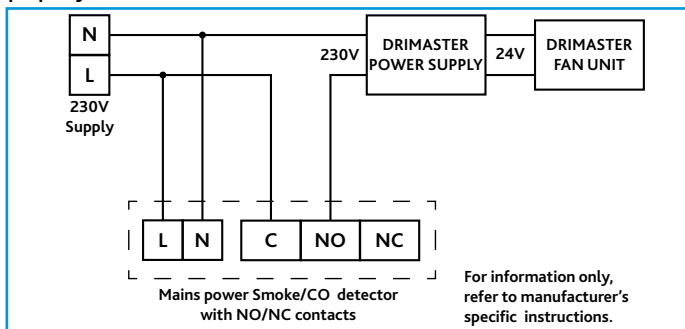 N
L
230V
Supply
230V
DRIMASTER
POWER SUPPLY
24V
DRIMASTER
FAN UNIT
L N C NO NC
Mains power Smoke/CO detector
with NO/NC contacts
For information only,
refer to manufacturer's
specific instructions.